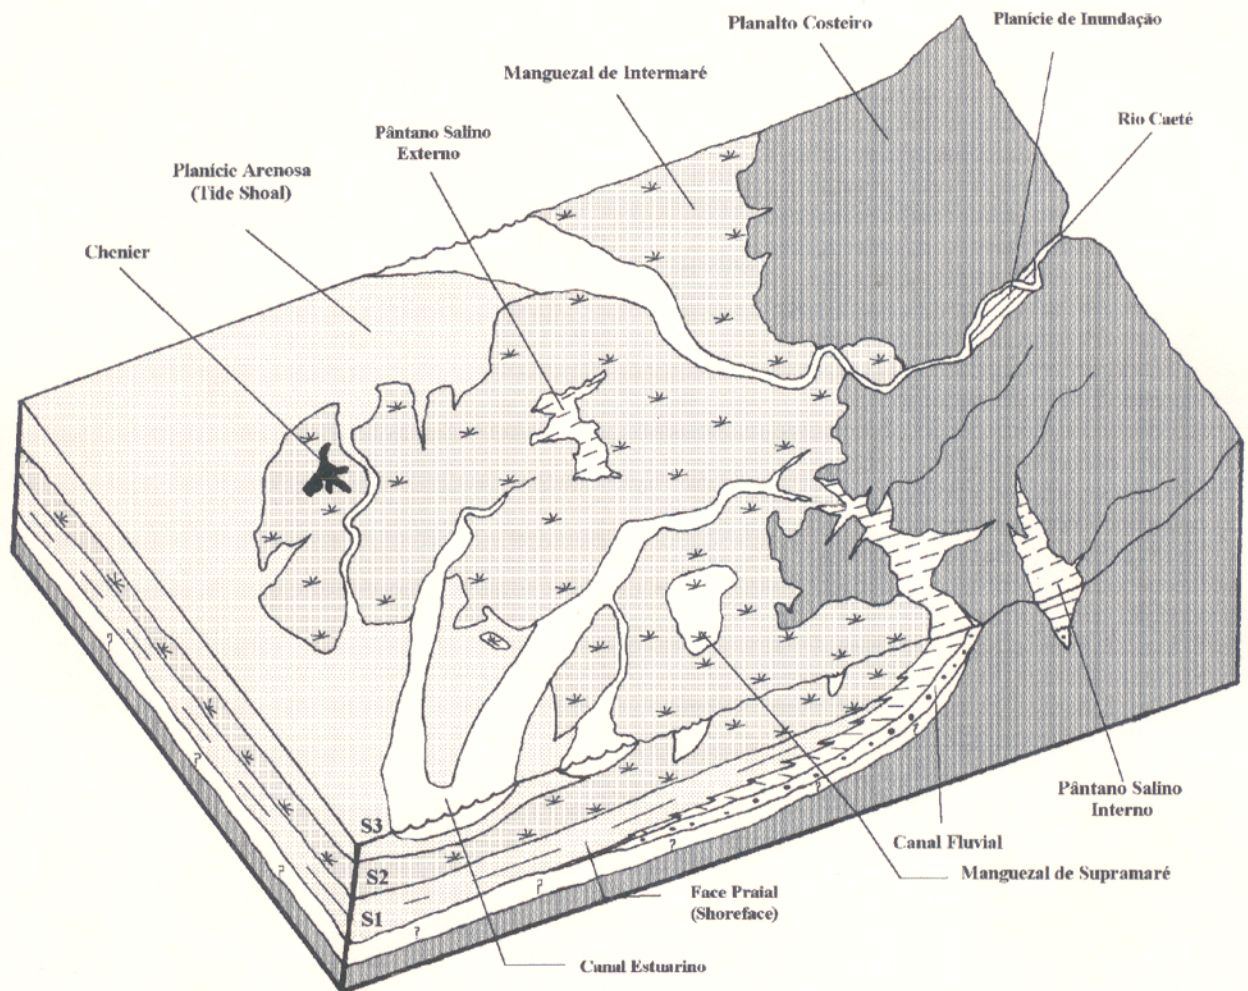 Planalto Costeiro
Planície de Inundação
Manguezal de Intermaré
Rio Caeté
Pântano Salino
Externo
Planície Arenosa
(Tide Shoal)
Chenier
?
?
?
?
?
?
?
?
?
S3
S2
S1
Pântano Salino
Interno
Canal Fluvial
Manguezal de Supramaré
Face Praial
(Shoreface)
Canal Estuarino